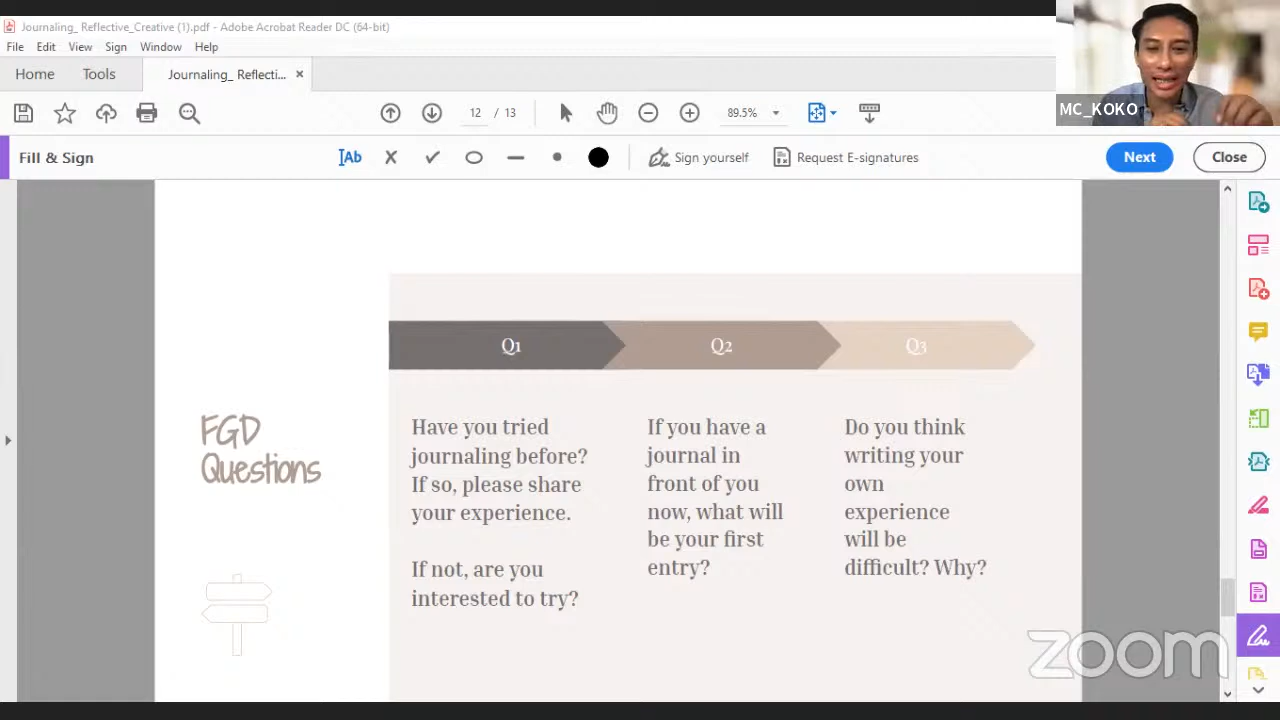 Journaling_ Reflective_Creative (1).pdf - Adobe Acrobat Reader DC (64-bit)
File Edit View Sign Window Help
Home Tools Journaling_ Reflecti... ×
12 / 13 89.5%
MC_KOKO
Fill & Sign Ab Sign yourself Request E-signatures Next Close
Q1 Q2 Q3
FGD
Questions
Have you tried
journaling before?
If so, please share
your experience.
If not, are you
interested to try?
If you have a
journal in
front of you
now, what will
be your first
entry?
Do you think
writing your
own
experience
will be
difficult? Why?
zoom